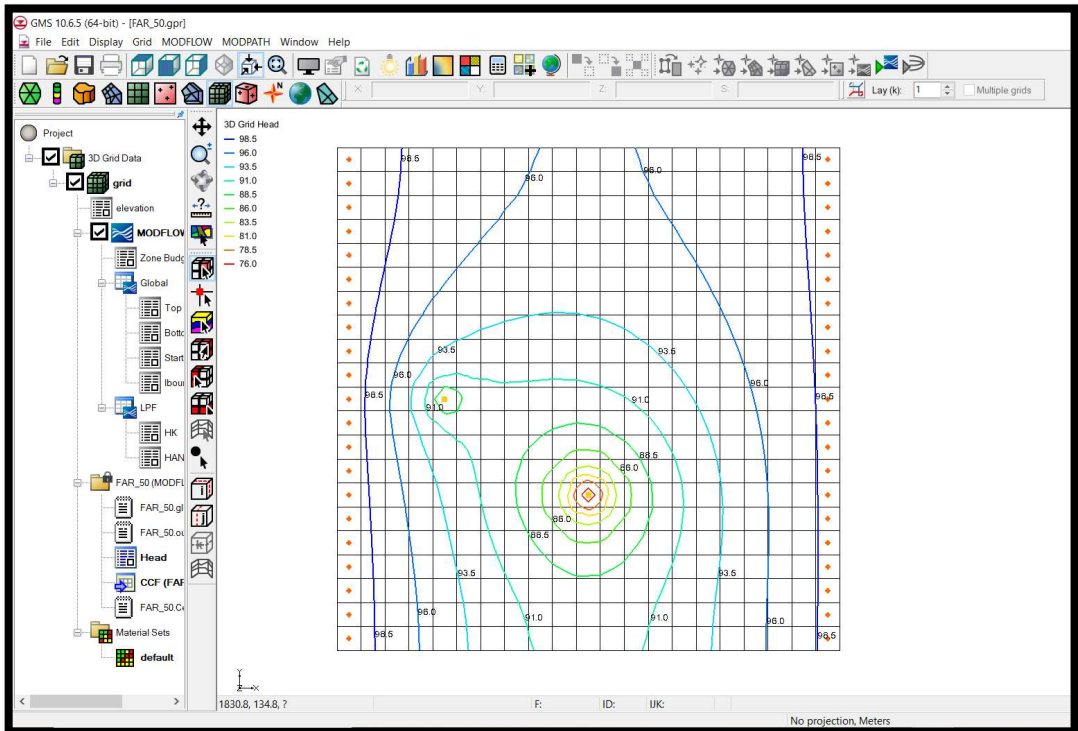 GMS 10.6.5 (64-bit) - [FAR_50.gpr]
File Edit Display Grid MODFLOW MODPATH Window Help
X: Y: Z: S: Lay (k): 1 Multiple grids
Project
3D Grid Data
grid
elevation
MODFLOW
Zone Budg
Global
Top
Botto
Start
Ibou
LPF
HK
HAN
FAR_50 (MODFL
FAR_50.gl
FAR_50.ou
Head
CCF (FAR
FAR_50.Ce
Material Sets
default
3D Grid Head
98.5
96.0
93.5
91.0
88.5
86.0
83.5
81.0
78.5
76.0
98.5 96.0 96.0 98.5
93.5 93.5
96.0 96.0
98.5 91.0 91.0 98.5
88.5
86.0
86.0
88.5
93.5 93.5
96.0 91.0 91.0 96.0
98.5 98.5
Y
Z X
1830.8, 134.8, ? F: ID: IJK:
No projection, Meters